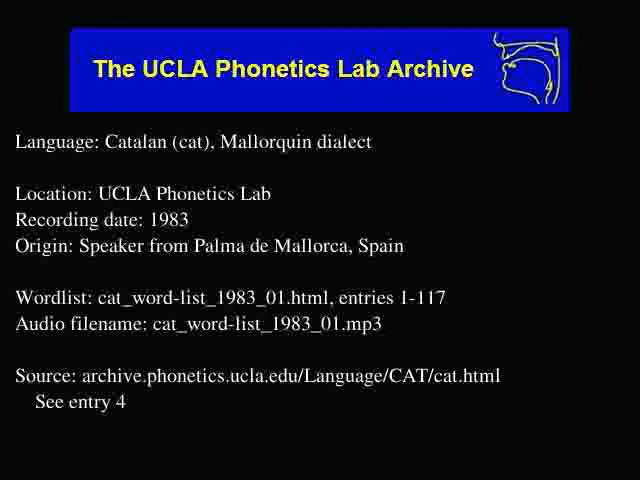 The UCLA Phonetics Lab Archive
Language: Catalan (cat), Mallorquin dialect
Location: UCLA Phonetics Lab
Recording date: 1983
Origin: Speaker from Palma de Mallorca, Spain
Wordlist: cat_word-list_1983_01.html, entries 1-117
Audio filename: cat_word-list_1983_01.mp3
Source: archive.phonetics.ucla.edu/Language/CAT/cat.html
See entry 4